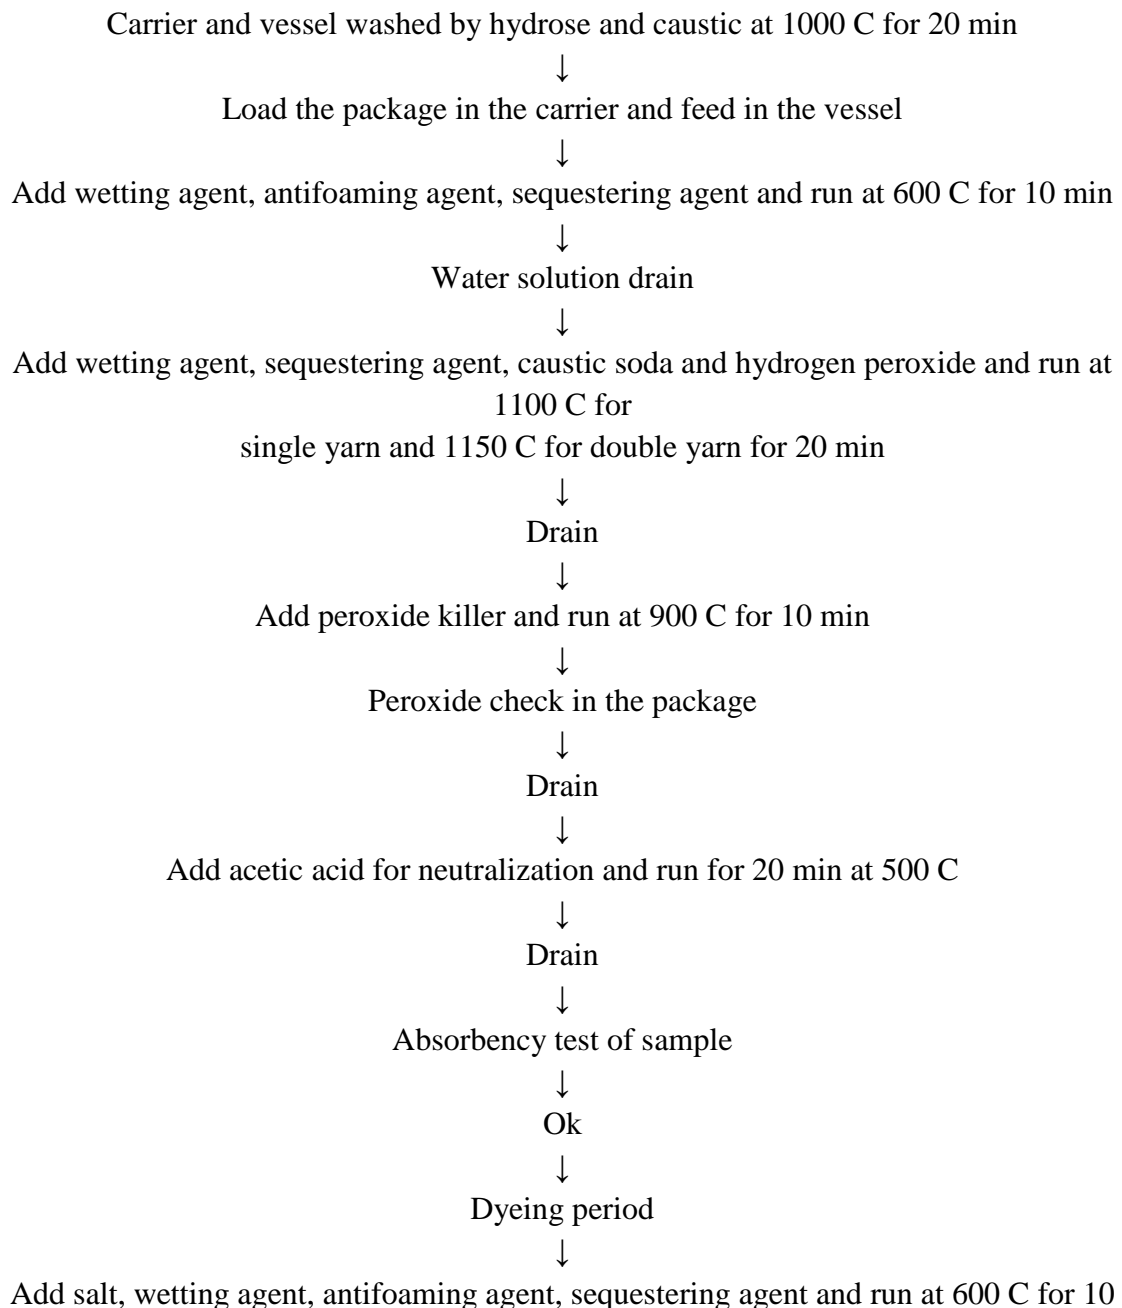 Carrier and vessel washed by hydrose and caustic at 1000 C for 20 min
↓
Load the package in the carrier and feed in the vessel
↓
Add wetting agent, antifoaming agent, sequestering agent and run at 600 C for 10 min
↓
Water solution drain
↓
Add wetting agent, sequestering agent, caustic soda and hydrogen peroxide and run at
1100 C for
single yarn and 1150 C for double yarn for 20 min
↓
Drain
↓
Add peroxide killer and run at 900 C for 10 min
↓
Peroxide check in the package
↓
Drain
↓
Add acetic acid for neutralization and run for 20 min at 500 C
↓
Drain
↓
Absorbency test of sample
↓
Ok
↓
Dyeing period
↓
Add salt, wetting agent, antifoaming agent, sequestering agent and run at 600 C for 10